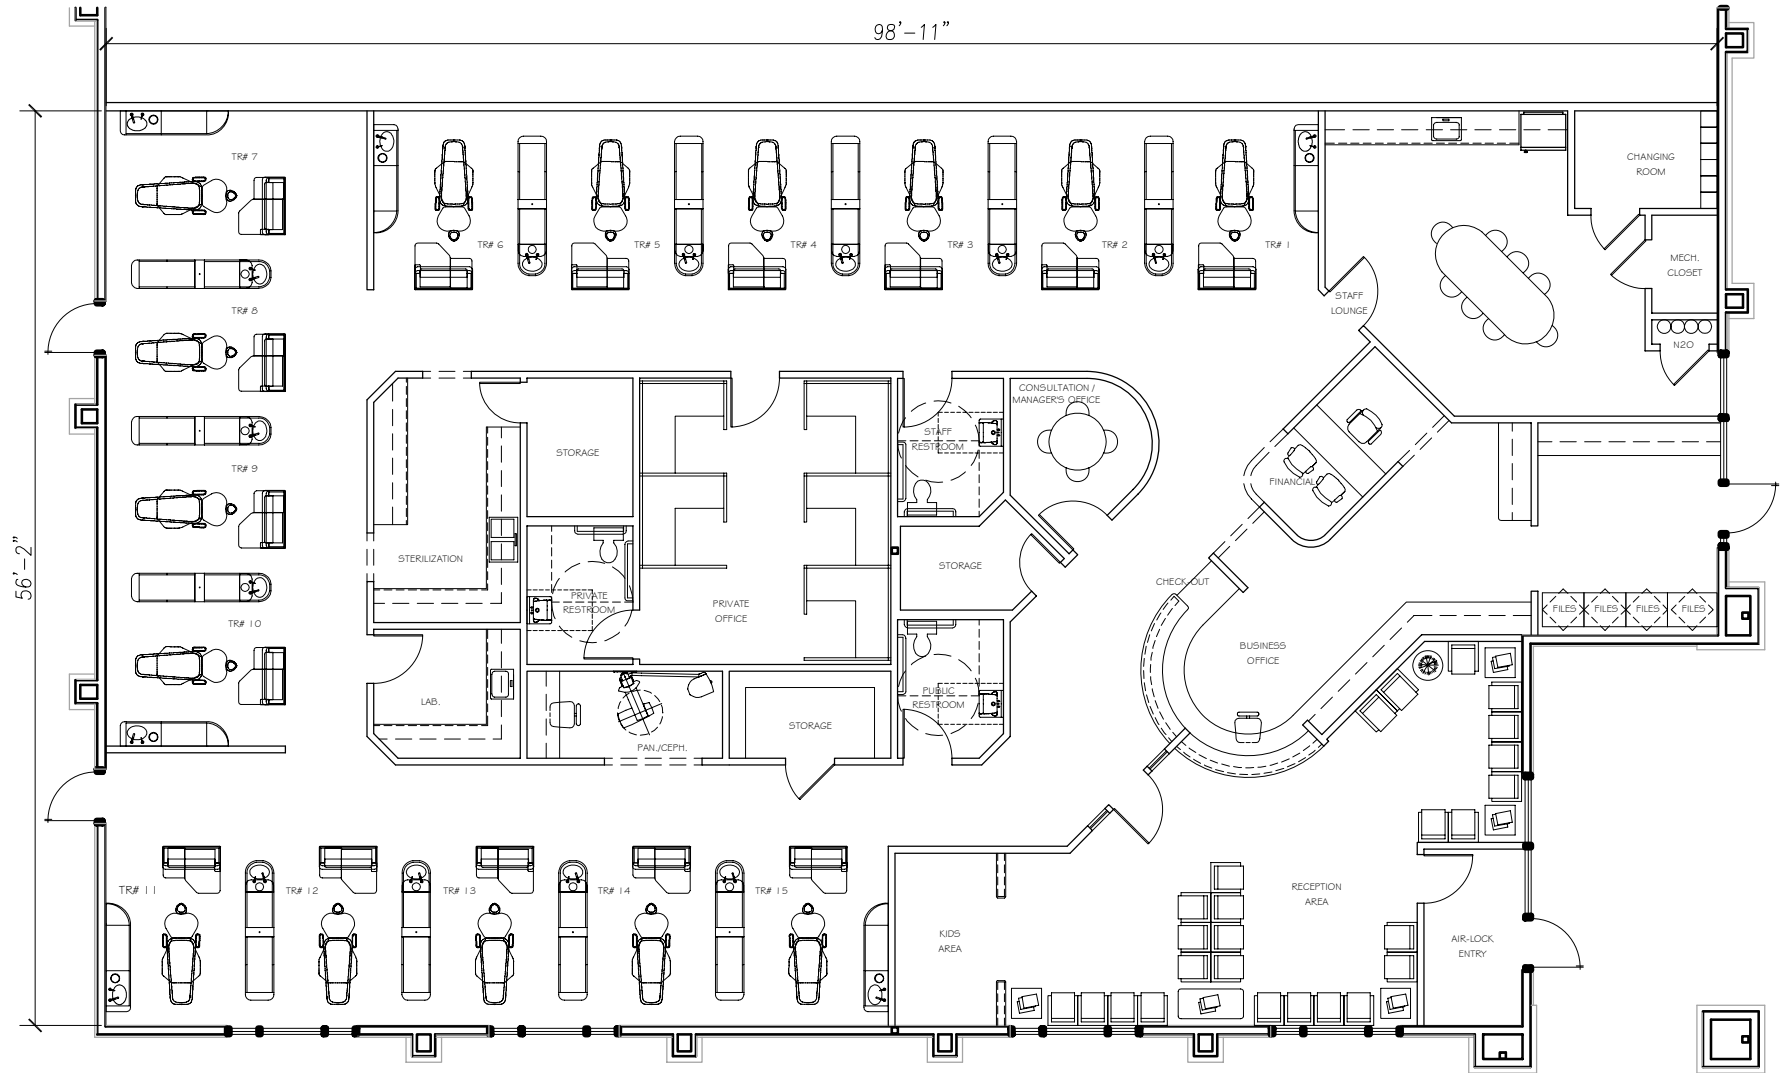 98'-11"
56'-2"
TR# 7
TR# 6
TR# 5
TR# 4
TR# 3
TR# 2
TR# 1
CHANGING
ROOM
MECH.
CLOSET
STAFF
LOUNGE
N2O
TR# 8
TR# 9
TR# 10
CONSULTATION /
MANAGER'S OFFICE
STAFF
RESTROOM
STORAGE
FINANCIAL
STERILIZATION
PRIVATE
RESTROOM
PRIVATE
OFFICE
STORAGE
CHECK-OUT
FILES
FILES
FILES
FILES
BUSINESS
OFFICE
LAB.
PUBLIC
RESTROOM
STORAGE
PAN./CEPH.
TR# 11
TR# 12
TR# 13
TR# 14
TR# 15
RECEPTION
AREA
KIDS
AREA
AIR-LOCK
ENTRY